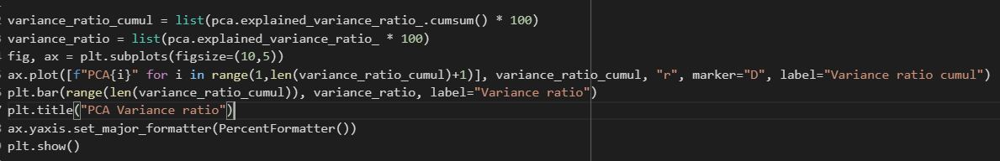 variance_ratio_cumul = list(pca.explained_variance_ratio_.cumsum() * 100)
variance_ratio = list(pca.explained_variance_ratio_ * 100)
fig, ax = plt.subplots(figsize=(10,5))
ax.plot([f"PCA{i}" for i in range(1,len(variance_ratio_cumul)+1)], variance_ratio_cumul, "r", marker="D", label="Variance ratio cumul")
plt.bar(range(len(variance_ratio_cumul)), variance_ratio, label="Variance ratio")
plt.title("PCA Variance ratio")
ax.yaxis.set_major_formatter(PercentFormatter())
plt.show()